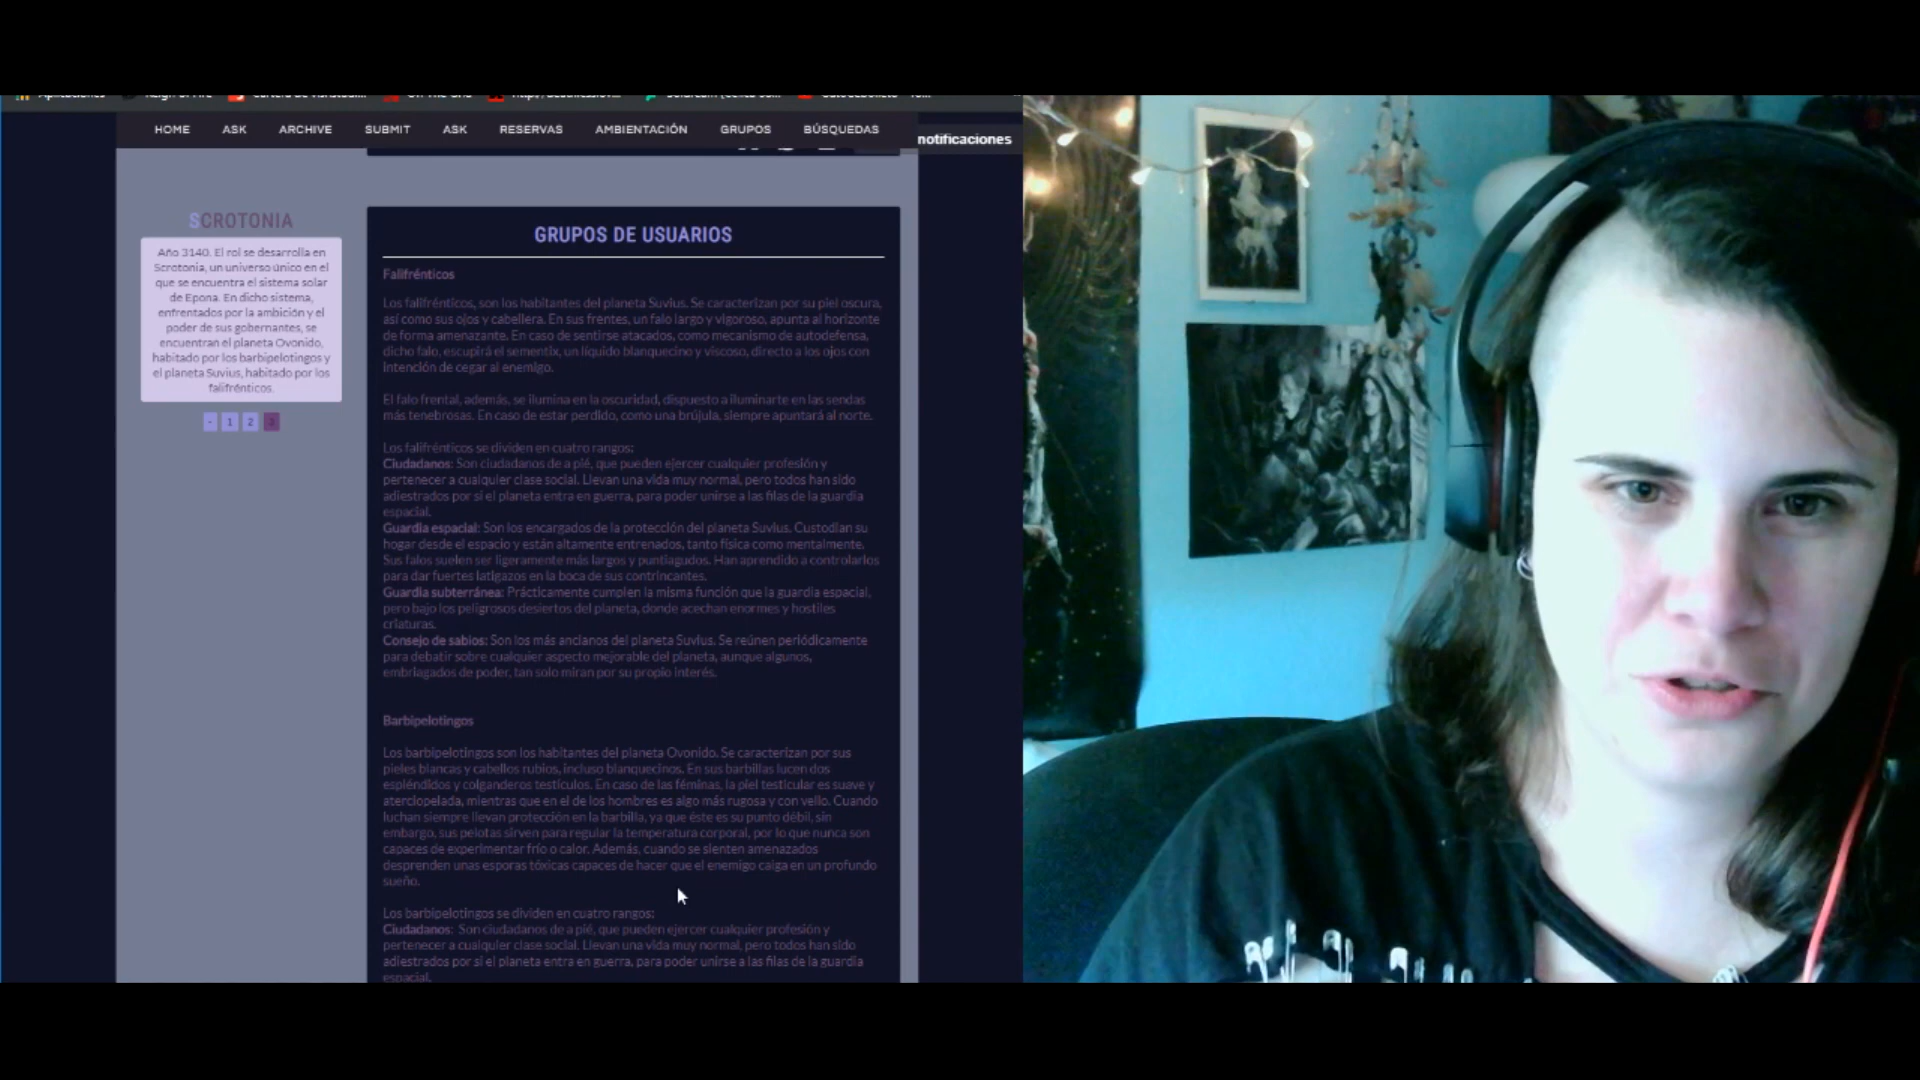 Aplicaciones
HOME ASK ARCHIVE SUBMIT ASK RESERVAS AMBIENTACIÓN GRUPOS BÚSQUEDAS
notificaciones
SCROTONIA
Año 3140. El rol se desarrolla en
Scrotonia, un universo único en el
que se encuentra el sistema solar
de Epona. En dicho sistema,
enfrentados por la ambición y el
poder de sus gobernantes, se
encuentran el planeta Ovonido,
habitado por los barbipelotingos y
el planeta Suvius, habitado por los
falifrénticos.
- 1 2 3
GRUPOS DE USUARIOS
Falifrénticos
Los falifrénticos, son los habitantes del planeta Suvius. Se caracterizan por su piel oscura,
así como sus ojos y cabellera. En sus frentes, un falo largo y vigoroso, apunta al horizonte
de forma amenazante. En caso de sentirse atacados, como mecanismo de autodefensa,
dicho falo, escupirá el sementix, un líquido blanquecino y viscoso, directo a los ojos con
intención de cegar al enemigo.
El falo frontal, además, se ilumina en la oscuridad, dispuesto a iluminarte en las sendas
más tenebrosas. En caso de estar perdido, como una brújula, siempre apuntará al norte.
Los falifrénticos se dividen en cuatro rangos:
Ciudadanos: Son ciudadanos de a pié, que pueden ejercer cualquier profesión y
pertenecer a cualquier clase social. Llevan una vida muy normal, pero todos han sido
adiestrados por si el planeta entra en guerra, para poder unirse a las filas de la guardia
espacial.
Guardia espacial: Son los encargados de la protección del planeta Suvius. Custodian su
hogar desde el espacio y están altamente entrenados, tanto física como mentalmente.
Sus falos suelen ser ligeramente más largos y puntiagudos. Han aprendido a controlarlos
para dar fuertes latigazos en la boca de sus contrincantes.
Guardia subterránea: Prácticamente cumplen la misma función que la guardia espacial,
pero bajo los peligrosos desiertos del planeta, donde acechan enormes y hostiles
criaturas.
Consejo de sabios: Son los más ancianos del planeta Suvius. Se reúnen periódicamente
para debatir sobre cualquier aspecto mejorable del planeta, aunque algunos,
embriagados de poder, tan solo miran por su propio interés.
Barbipelotingos
Los barbipelotingos son los habitantes del planeta Ovonido. Se caracterizan por sus
pieles blancas y cabellos rubios, incluso blanquecinos. En sus barbillas lucen dos
espléndidos y colganderos testículos. En caso de las féminas, la piel testicular es suave y
aterciopelada, mientras que en el de los hombres es algo más rugosa y con vello. Cuando
luchan siempre llevan protección en la barbilla, ya que éste es su punto débil, sin
embargo, sus pelotas sirven para regular la temperatura corporal, por lo que nunca son
capaces de experimentar frío o calor. Además, cuando se sienten amenazados
desprenden unas esporas tóxicas capaces de hacer que el enemigo caiga en un profundo
sueño.
Los barbipelotingos se dividen en cuatro rangos:
Ciudadanos: Son ciudadanos de a pié, que pueden ejercer cualquier profesión y
pertenecer a cualquier clase social. Llevan una vida muy normal, pero todos han sido
adiestrados por si el planeta entra en guerra, para poder unirse a las filas de la guardia
espacial.